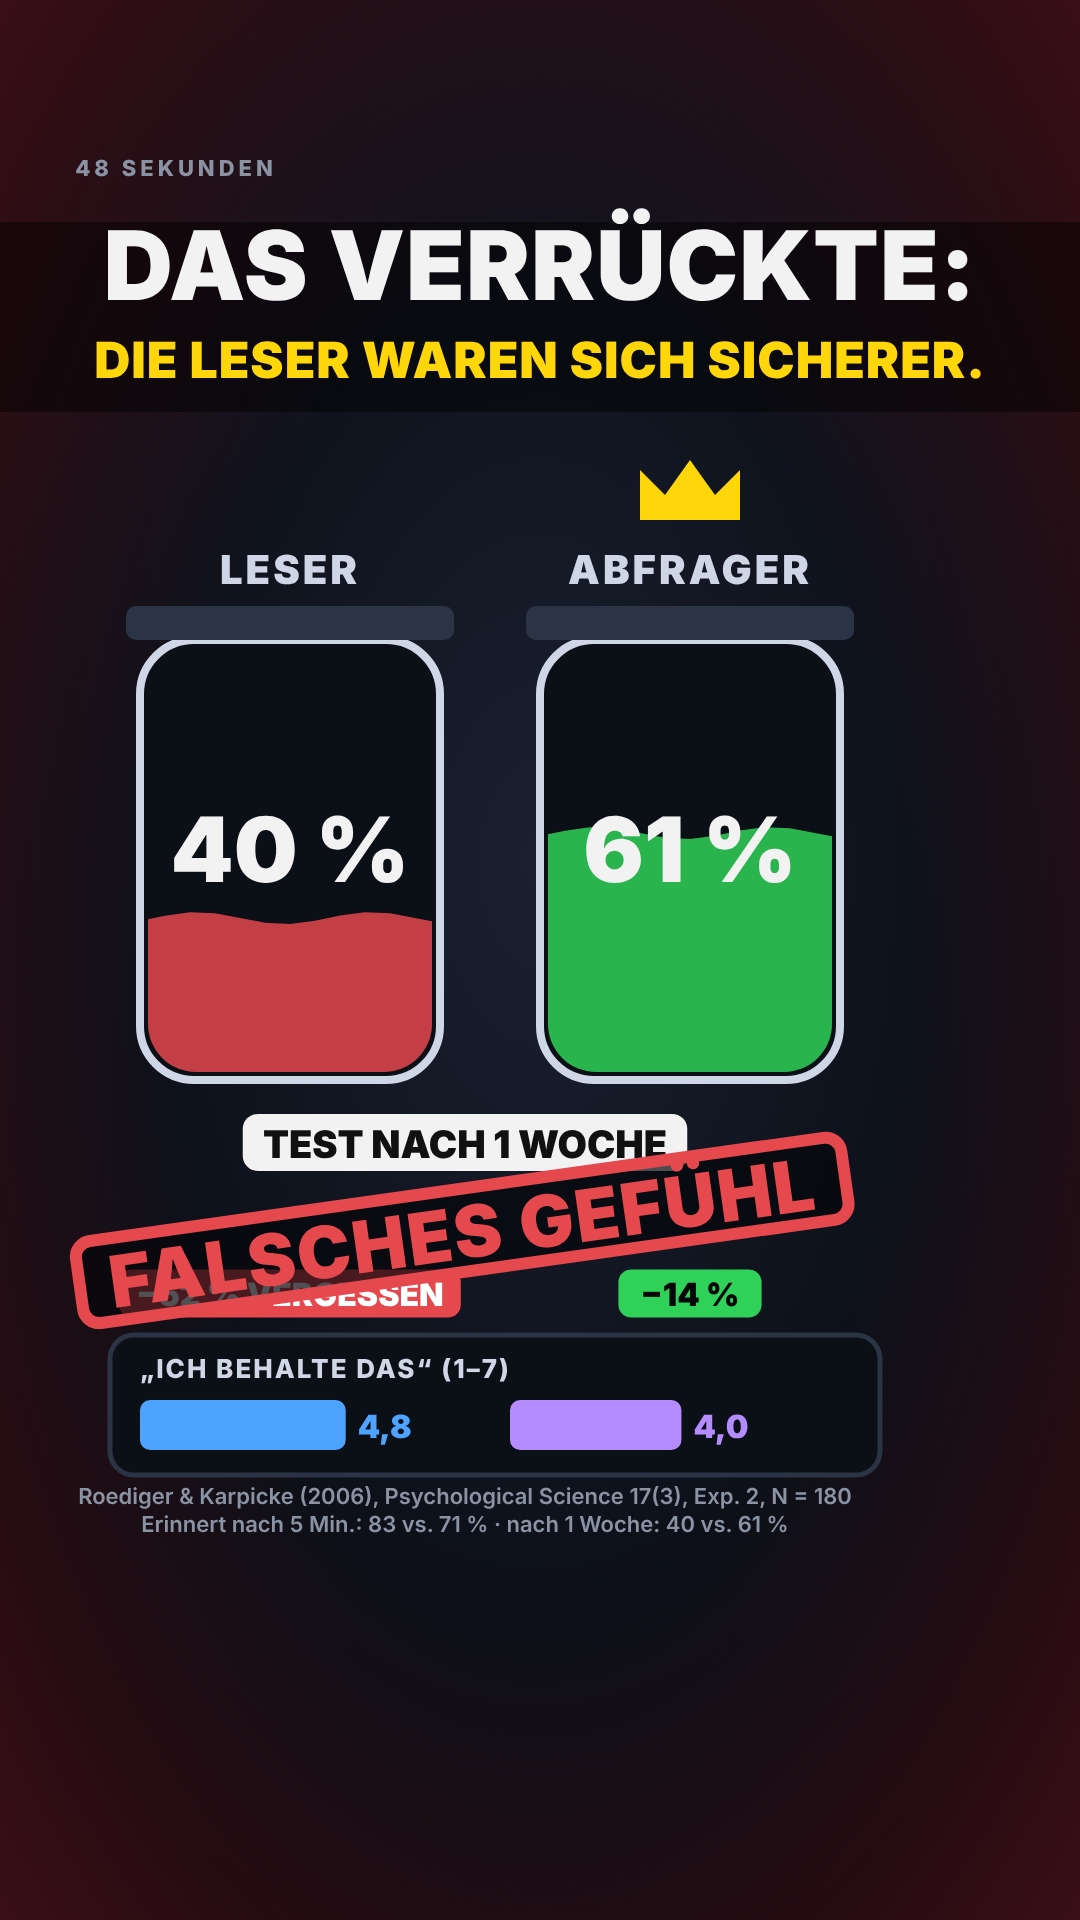 48 SEKUNDEN
DAS VERRÜCKTE:
DIE LESER WAREN SICH SICHERER.
LESER
ABFRAGER
40 %
61 %
TEST NACH 1 WOCHE
FALSCHES GEFÜHL
−52 % VERGESSEN
−14 %
„ICH BEHALTE DAS“ (1–7)
4,8
4,0
Roediger & Karpicke (2006), Psychological Science 17(3), Exp. 2, N = 180
Erinnert nach 5 Min.: 83 vs. 71 % · nach 1 Woche: 40 vs. 61 %